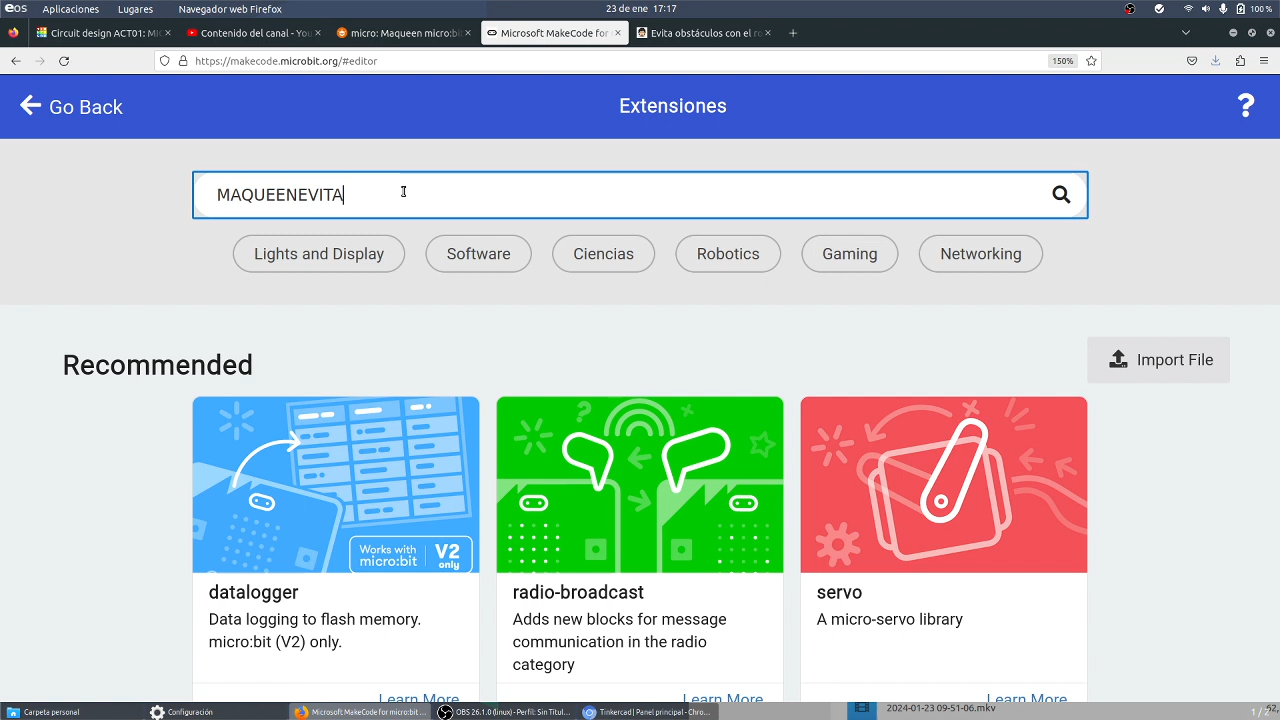 eos Aplicaciones Lugares Navegador web Firefox 23 de ene 17:17 100 %
Circuit design ACT01: MIC Contenido del canal - You micro: Maqueen micro:bi Microsoft MakeCode for Evita obstáculos con el ro
https://makecode.microbit.org/#editor 150%
Go Back Extensiones ?
MAQUEENEVITA
Lights and Display Software Ciencias Robotics Gaming Networking
Recommended Import File
Works with micro:bit V2 only
datalogger
Data logging to flash memory.
micro:bit (V2) only.
Learn More
radio-broadcast
Adds new blocks for message
communication in the radio
category
Learn More
servo
A micro-servo library
Learn More
Carpeta personal Configuración Microsoft MakeCode for micro:bit ... OBS 26.1.0 (linux) - Perfil: Sin Titul... Tinkercad | Panel principal - Chro... 2024-01-23 09-51-06.mkv